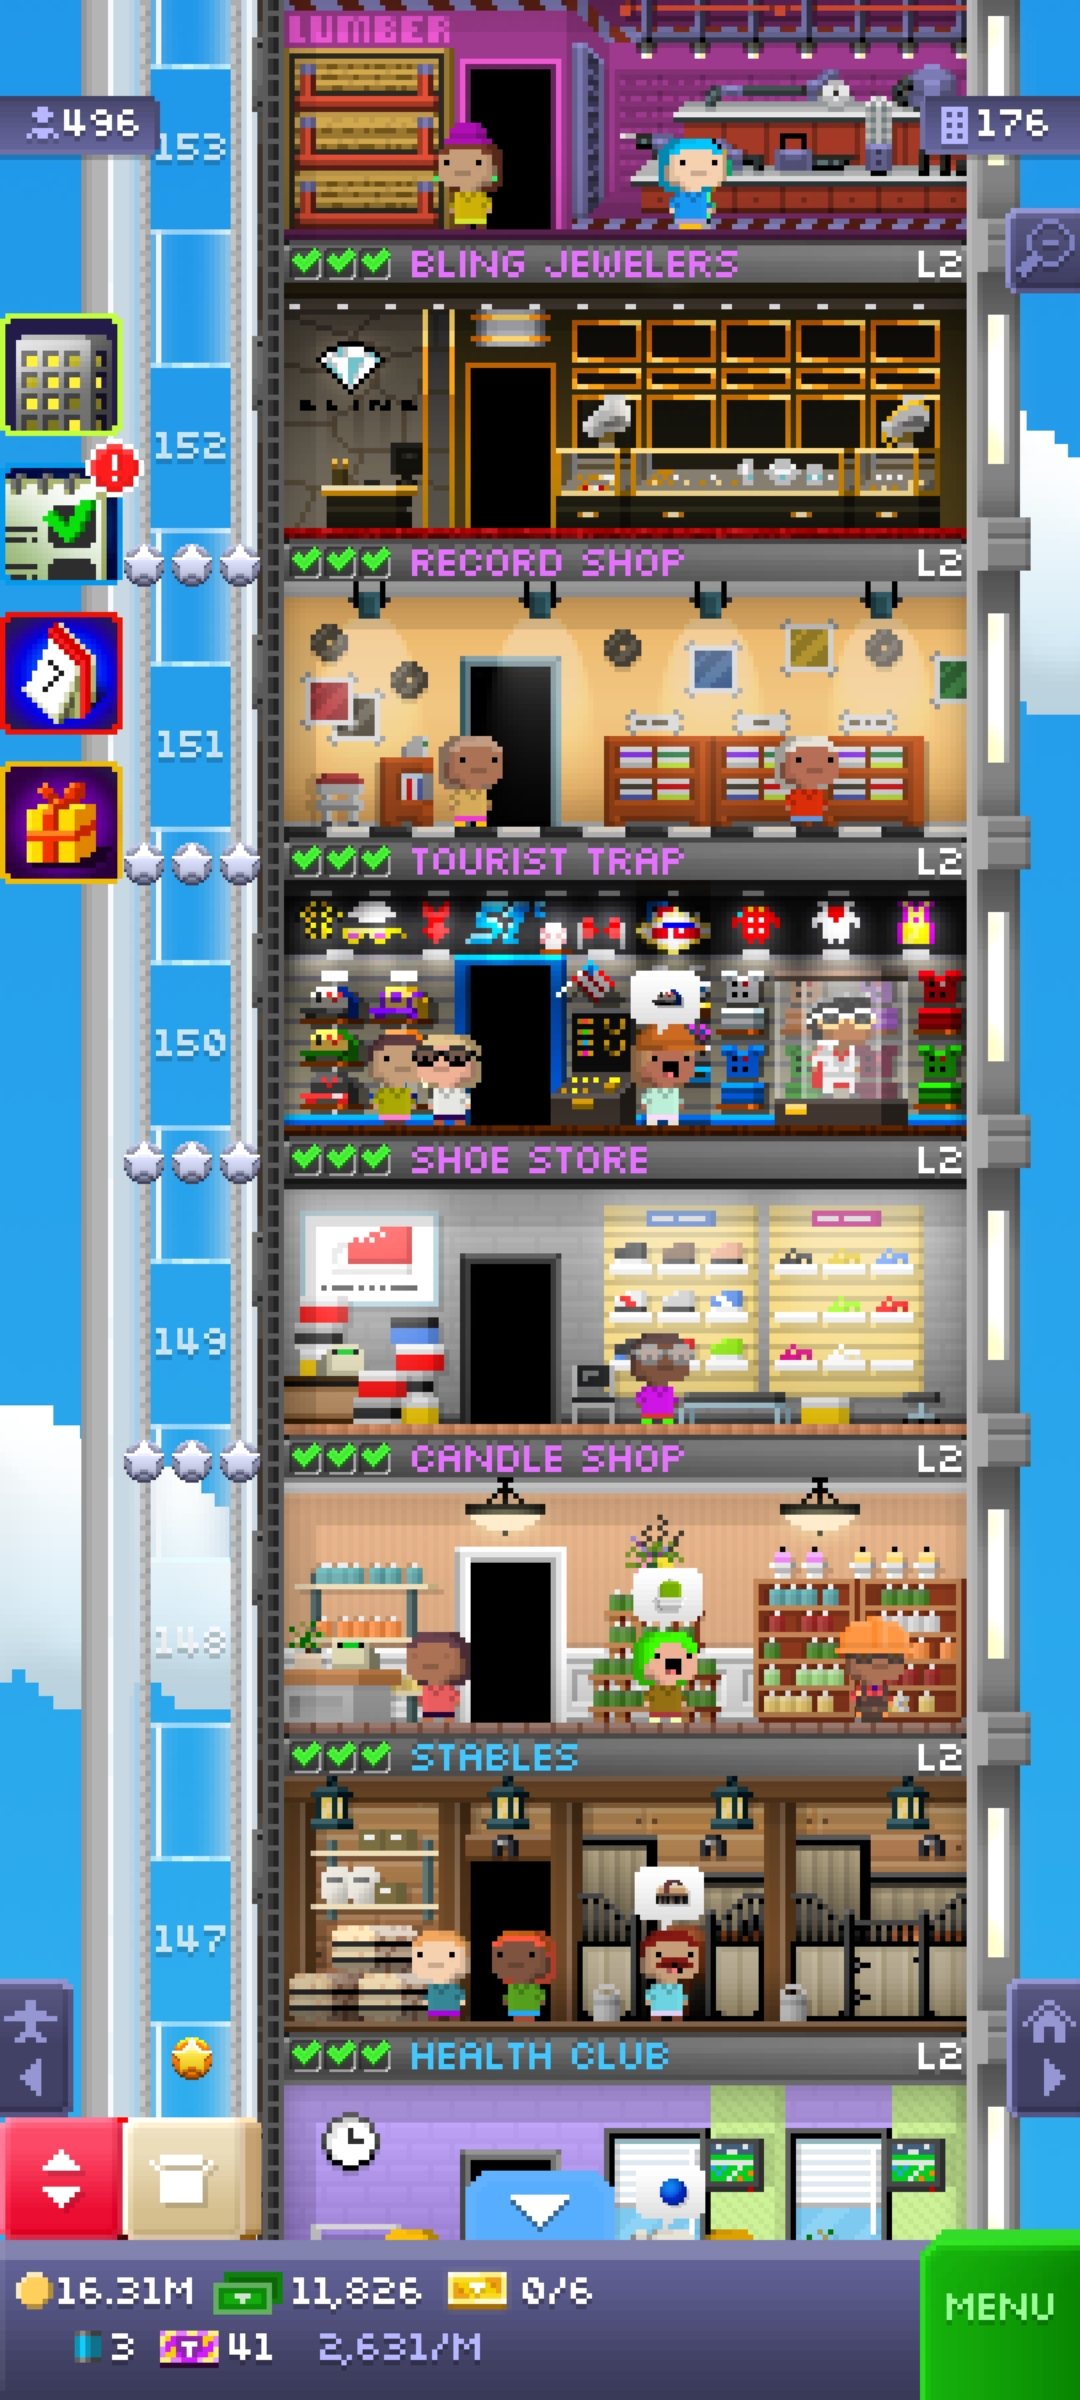 LUMBER
496
153
176
BLING JEWELERS L2
BLING
152
RECORD SHOP L2
7
151
TOURIST TRAP L2
150
SHOE STORE L2
149
CANDLE SHOP L2
148
STABLES L2
147
HEALTH CLUB L2
16.31M 11,826 0/6
MENU
3 T 41 2,631/M